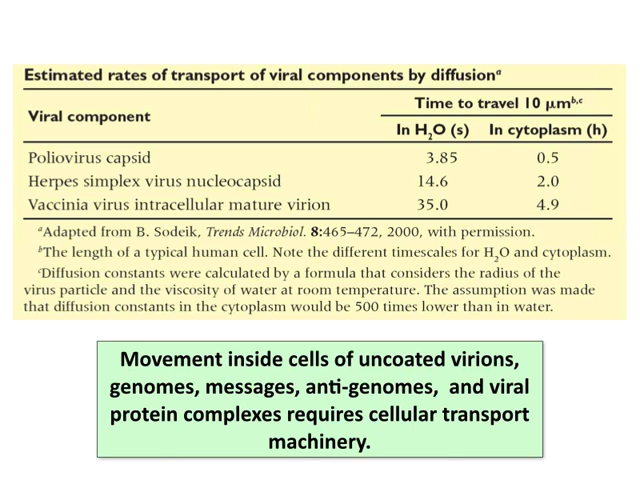 Estimated rates of transport of viral components by diffusionᵃ
Time to travel 10 μmᵇ,ᶜ
Viral component
In H₂O (s) In cytoplasm (h)
Poliovirus capsid 3.85 0.5
Herpes simplex virus nucleocapsid 14.6 2.0
Vaccinia virus intracellular mature virion 35.0 4.9
ᵃAdapted from B. Sodeik, Trends Microbiol. 8:465–472, 2000, with permission.
ᵇThe length of a typical human cell. Note the different timescales for H₂O and cytoplasm.
ᶜDiffusion constants were calculated by a formula that considers the radius of the
virus particle and the viscosity of water at room temperature. The assumption was made
that diffusion constants in the cytoplasm would be 500 times lower than in water.
Movement inside cells of uncoated virions,
genomes, messages, anti-genomes, and viral
protein complexes requires cellular transport
machinery.